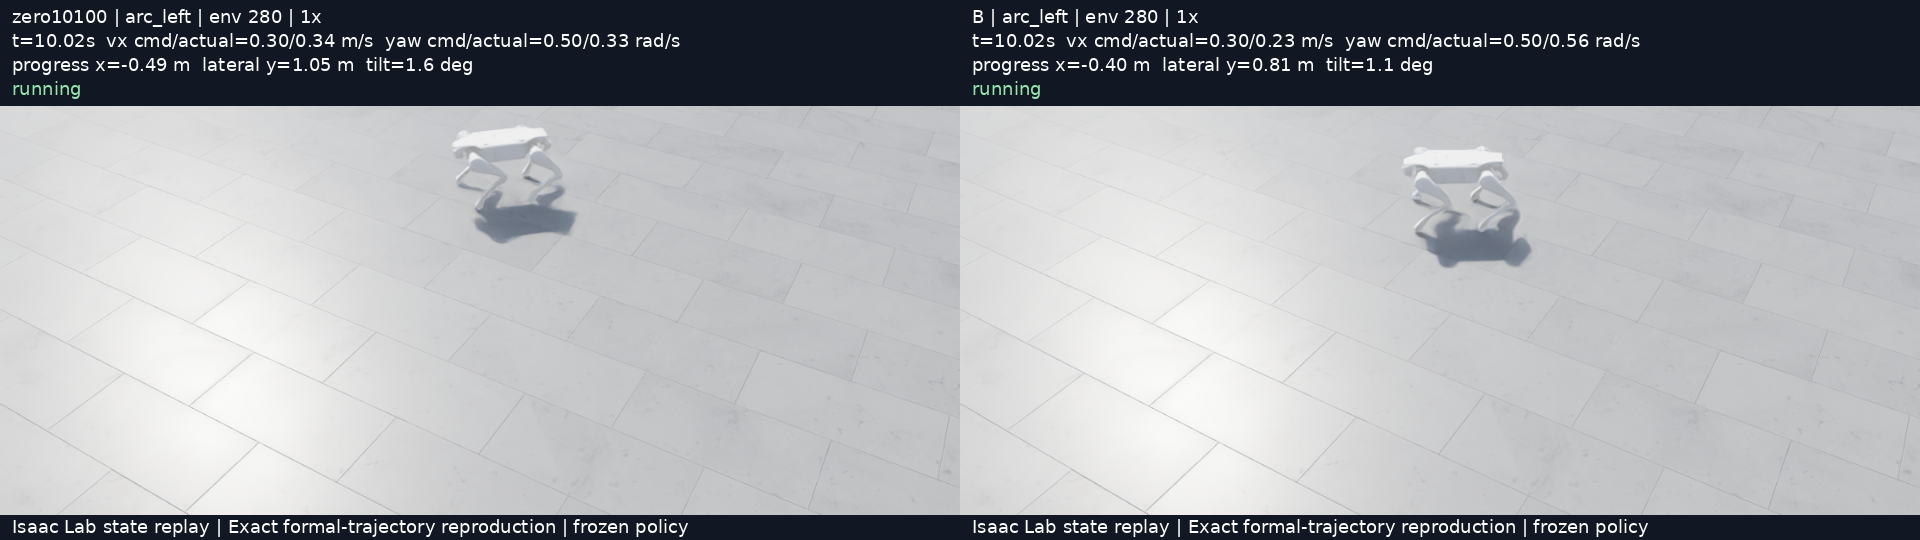 zero10100 | arc_left | env 280 | 1x
t=10.02s  vx cmd/actual=0.30/0.34 m/s  yaw cmd/actual=0.50/0.33 rad/s
progress x=-0.49 m  lateral y=1.05 m  tilt=1.6 deg
running
Isaac Lab state replay | Exact formal-trajectory reproduction | frozen policy
B | arc_left | env 280 | 1x
t=10.02s  vx cmd/actual=0.30/0.23 m/s  yaw cmd/actual=0.50/0.56 rad/s
progress x=-0.40 m  lateral y=0.81 m  tilt=1.1 deg
running
Isaac Lab state replay | Exact formal-trajectory reproduction | frozen policy